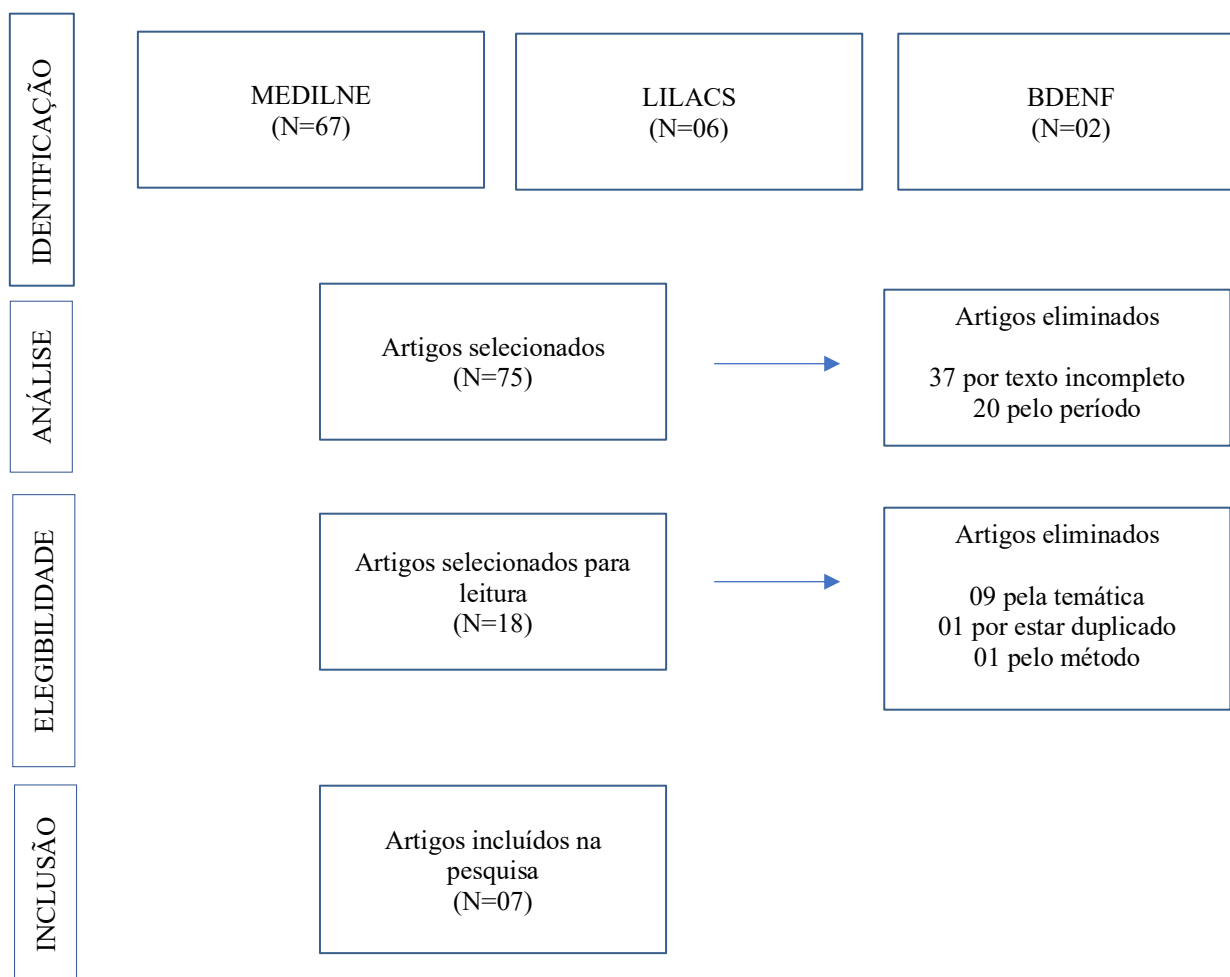 IDENTIFICAÇÃO
MEDILNE
(N=67)
LILACS
(N=06)
BDENF
(N=02)
ANÁLISE
Artigos selecionados
(N=75)
Artigos eliminados
37 por texto incompleto
20 pelo período
ELEGIBILIDADE
Artigos selecionados para
leitura
(N=18)
Artigos eliminados
09 pela temática
01 por estar duplicado
01 pelo método
INCLUSÃO
Artigos incluídos na
pesquisa
(N=07)